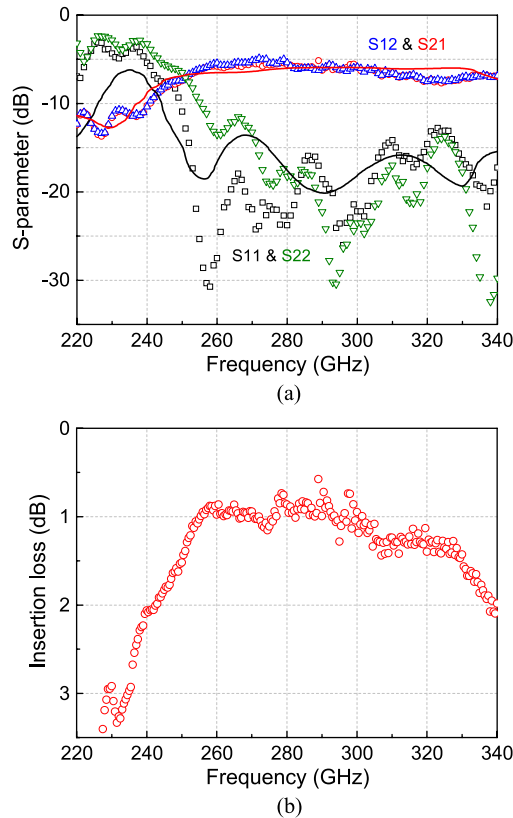 0
-10
-20
-30
S-parameter (dB)
S12 & S21
S11 & S22
220 240 260 280 300 320 340
Frequency (GHz)
(a)
0
1
2
3
Insertion loss (dB)
220 240 260 280 300 320 340
Frequency (GHz)
(b)